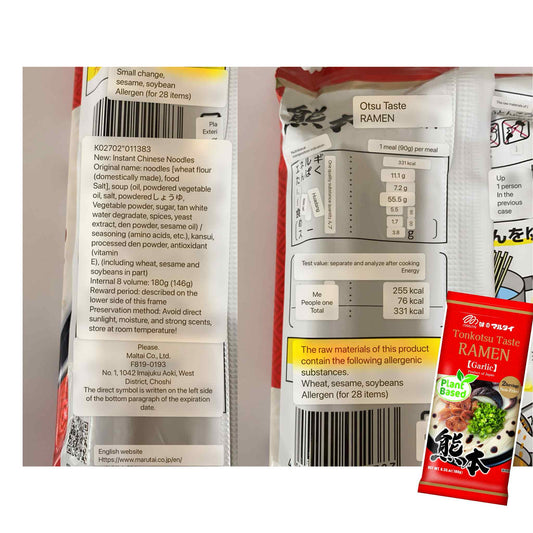 Small change,
sesame, soybean
Allergen (for 28 items)
Pla
Exteri
KO2702*011383
New: Instant Chinese Noodles
Original name: noodles [wheat flour
(domestically made), food
Salt], soup (oil, powdered vegetable
oil, salt, powdered しょうゆ,
Vegetable powder, sugar, tan white
water degradate, spices, yeast
extract, den powder, sesame oil) /
seasoning (amino acids, etc.), kansui,
processed den powder, antioxidant
(vitamin
E), (including wheat, sesame and
soybeans in part)
Internal 8 volume: 180g (146g)
Reward period: described on the
lower side of this frame
Preservation method: Avoid direct
sunlight, moisture, and strong scents,
store at room temperature!
Please.
Maltai Co., Ltd.
F819-0193
No. 1, 1042 Imajuku Aoki, West
District, Choshi
The direct symbol is written on the left side
of the bottom paragraph of the expiration
date.
English website
Https://www.marutai.co.jp/en/
Otsu Taste
RAMEN
熊本
1 meal (90g) per meal
331 kcal
11.1 g
7.2 g
55.5 g
5.5
1.7
3.8 g
Test value: separate and analyze after cooking
Energy
Me 255 kcal
People one 76 kcal
Total 331 kcal
The raw materials of this product
contain the following allergenic
substances.
Wheat, sesame, soybeans
Allergen (for 28 items)
Up
1 person
In the
previous
case
んをゆ
マルタイ
Tonkotsu Taste
RAMEN
【Garlic】
Plant
Based
熊本